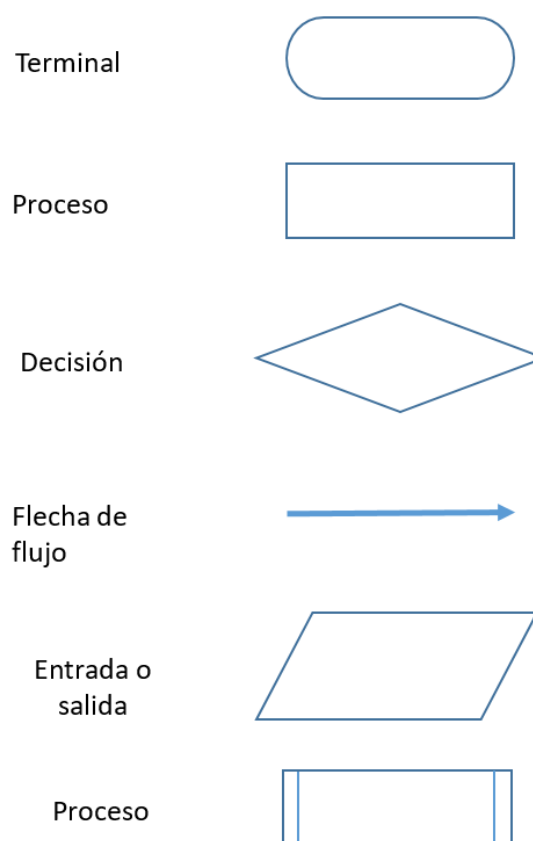 Terminal
Proceso
Decisión
Flecha de
flujo
Entrada o
salida
Proceso